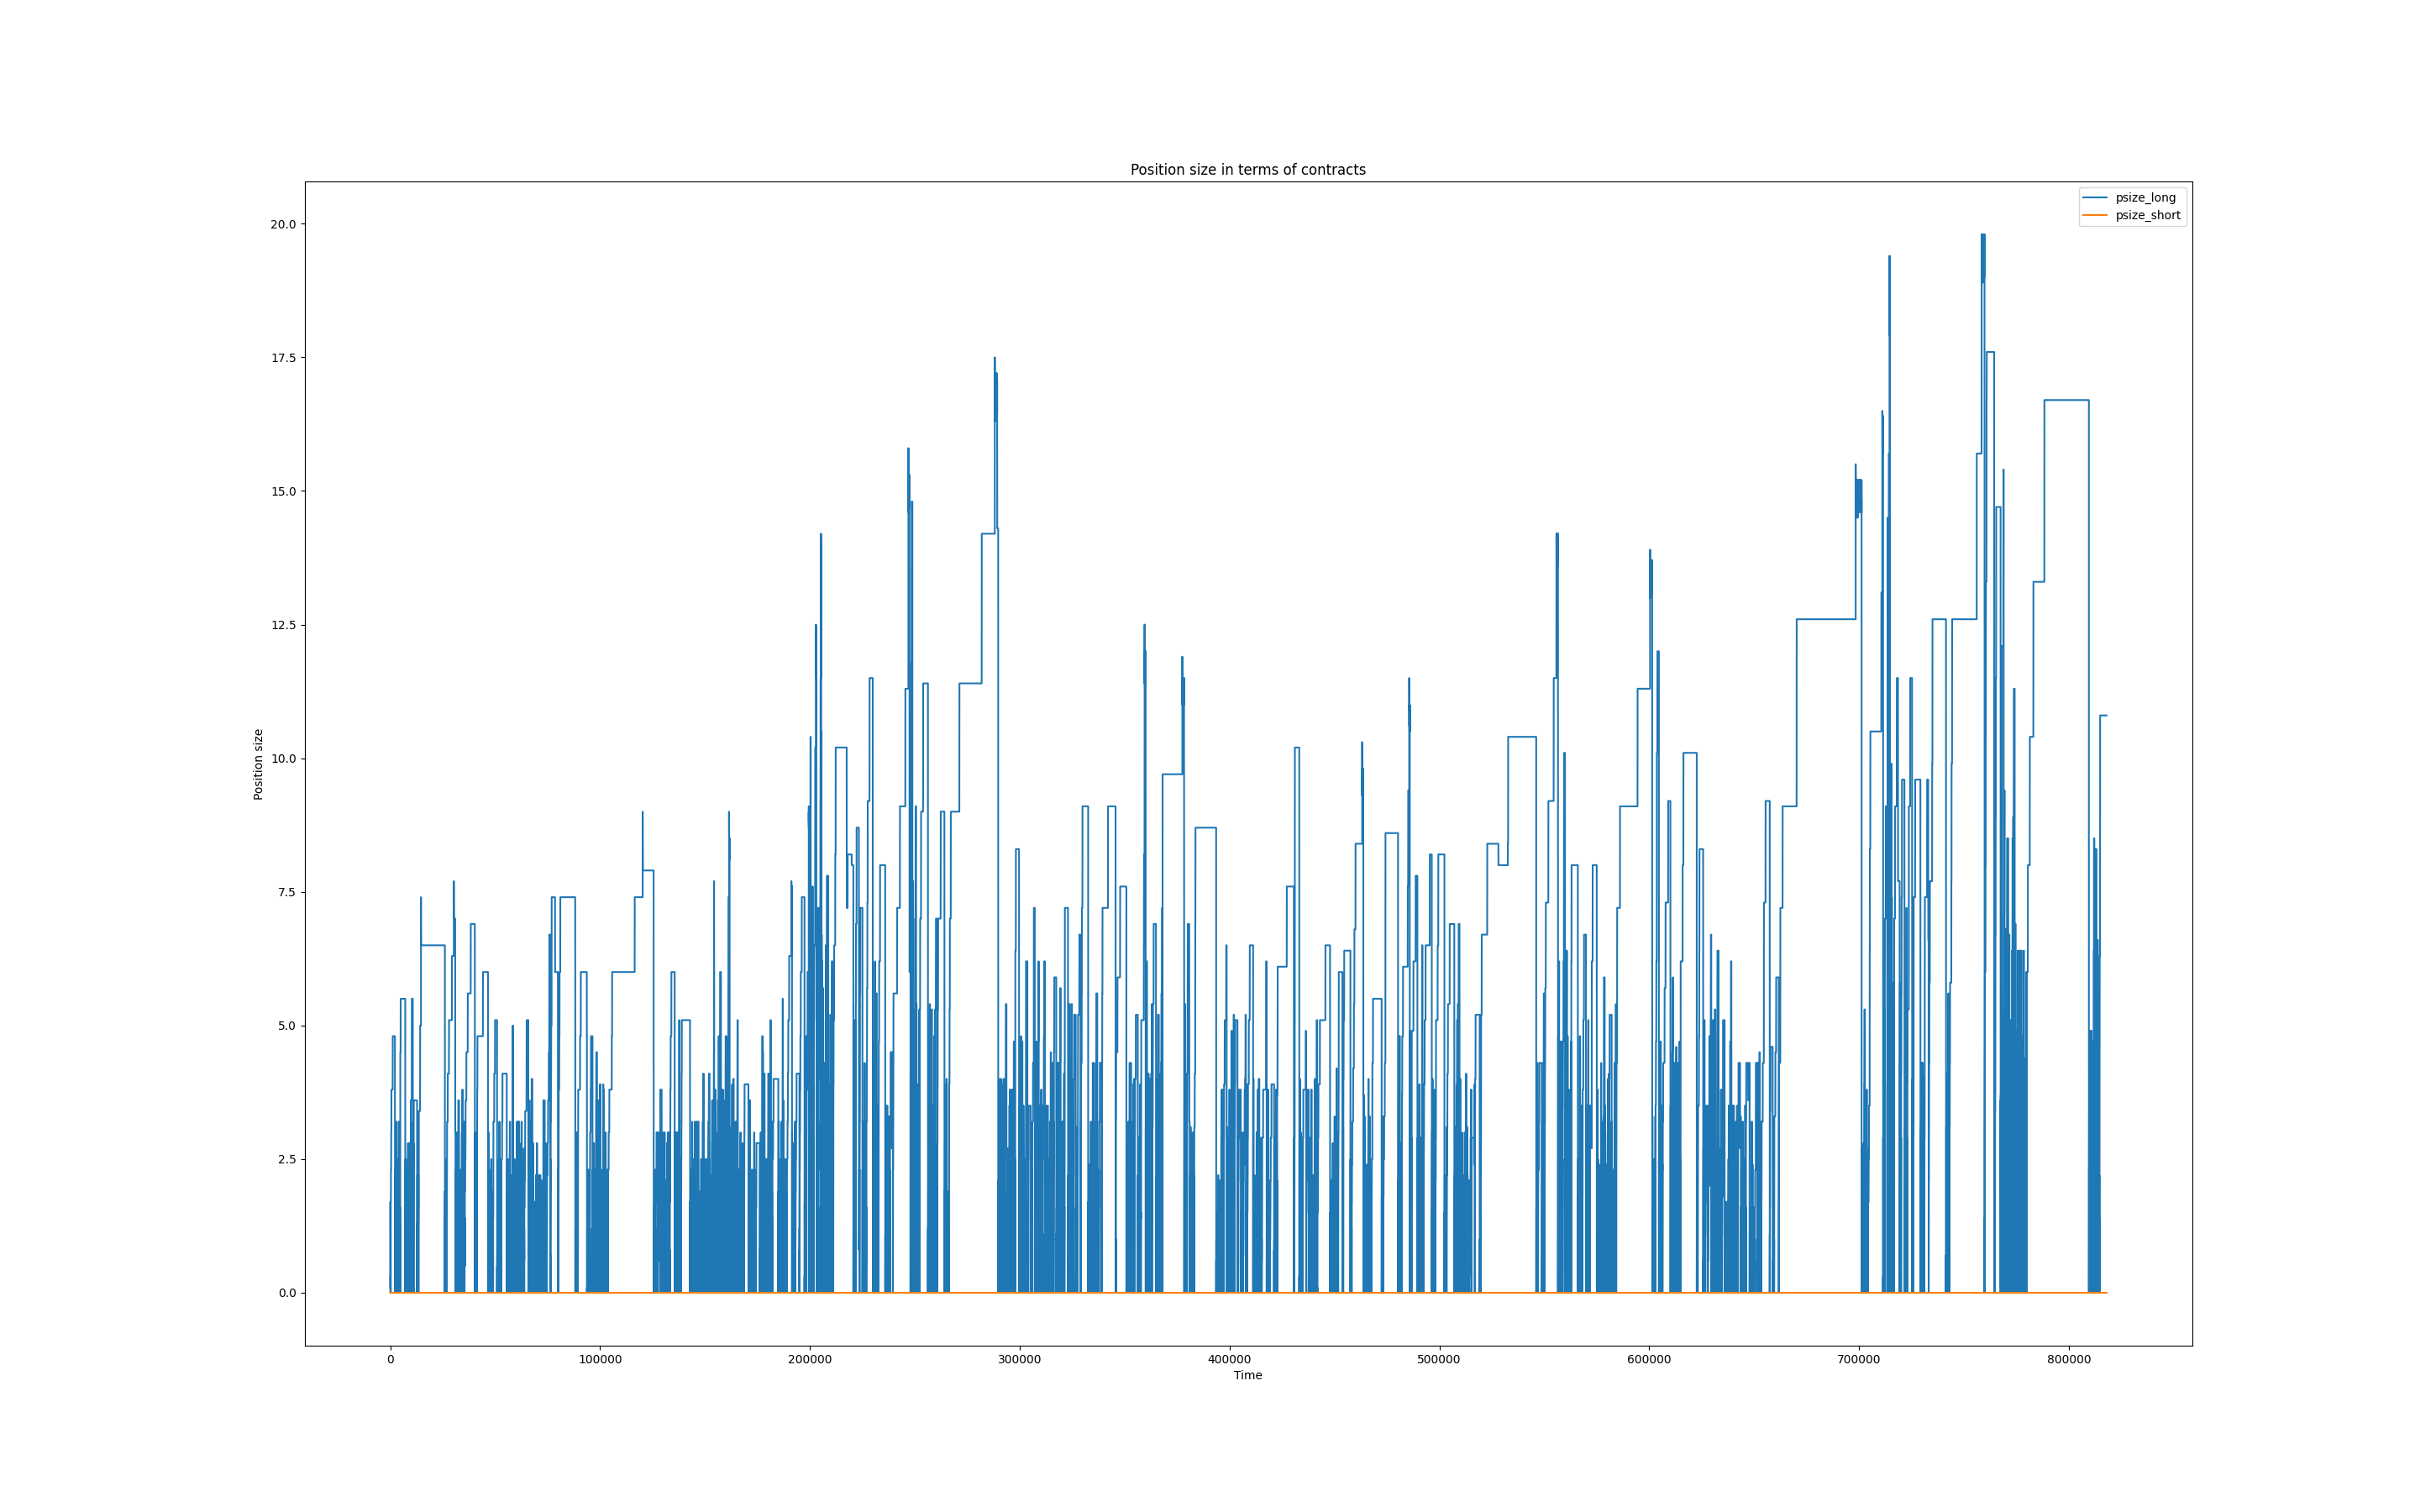 Position size in terms of contracts
psize_long
psize_short
20.0
17.5
15.0
12.5
10.0
7.5
5.0
2.5
0.0
Position size
0 100000 200000 300000 400000 500000 600000 700000 800000
Time